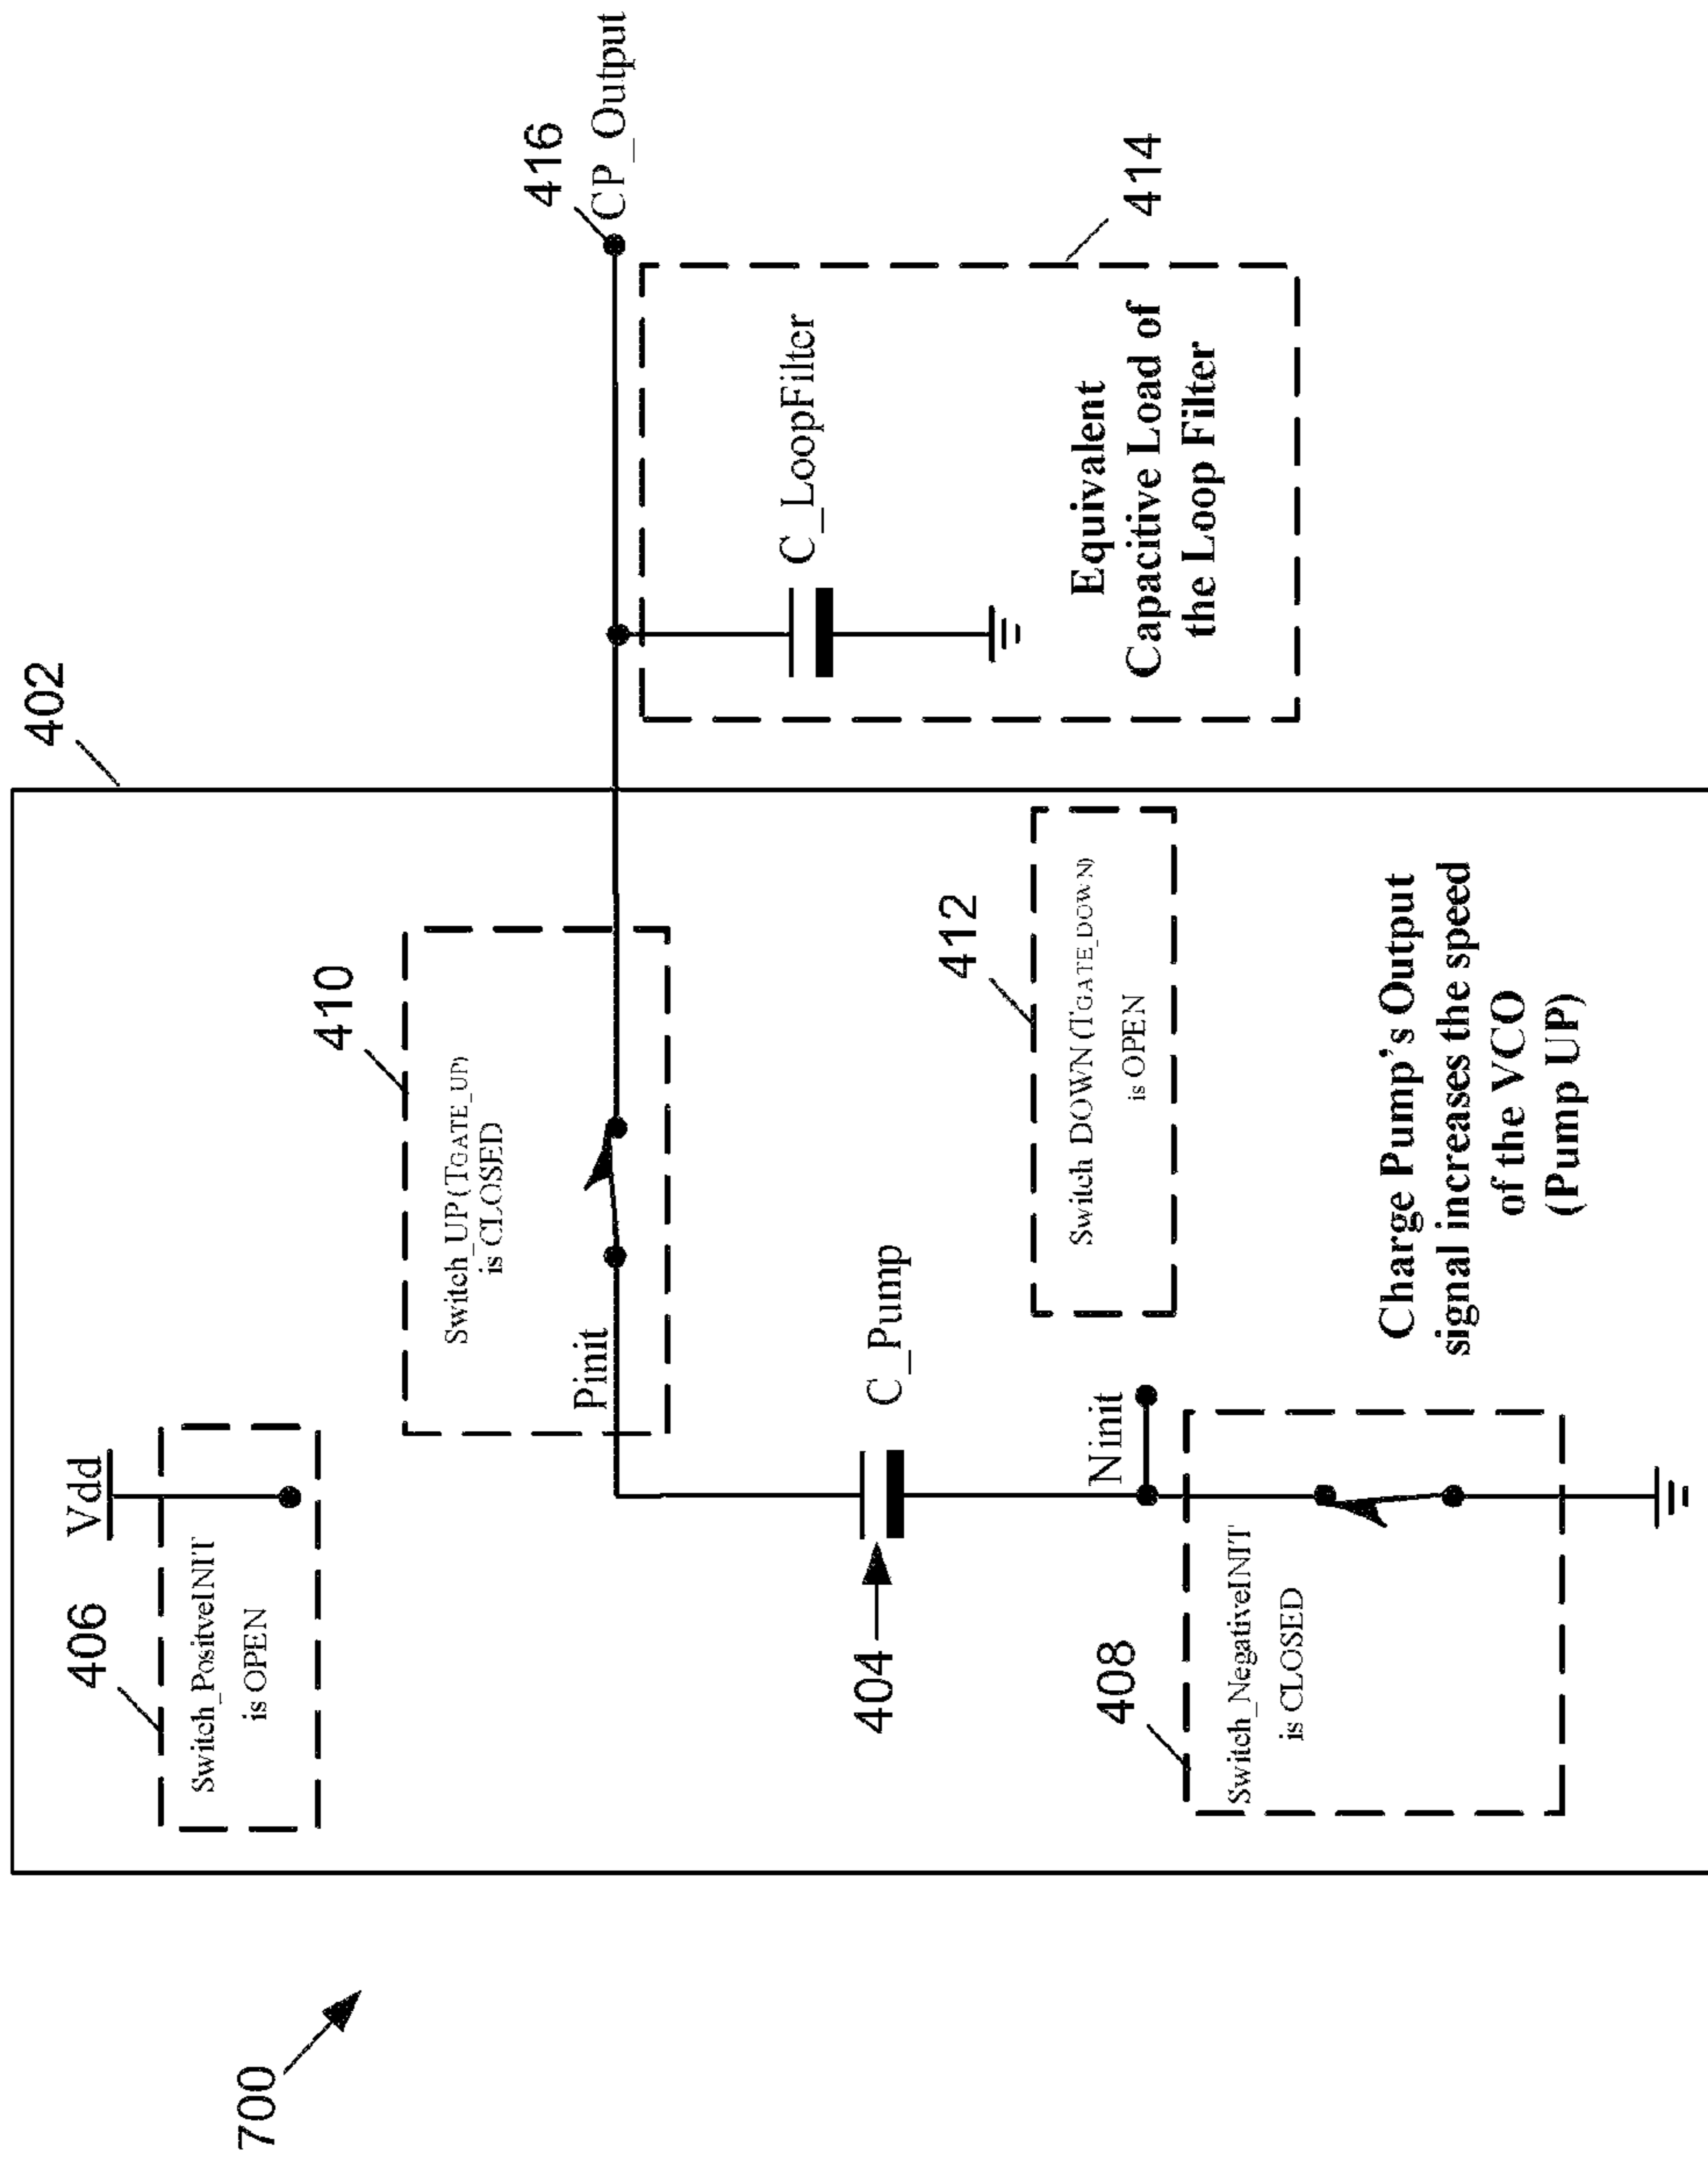 700
402
406
Vdd
Switch_PositveINIT
is OPEN
410
Switch_UP(TGATE_UP)
is CLOSED
Pinit
416
CP_Output
404
C_Pump
C_LoopFilter
Equivalent
Capacitive Load of
the Loop Filter
414
412
Switch DOWN(TGATE_DOWN)
is OPEN
Ninit
408
Switch_NegativeINIT
is CLOSED
Charge Pump's Output
signal increases the speed
of the VCO
(Pump UP)